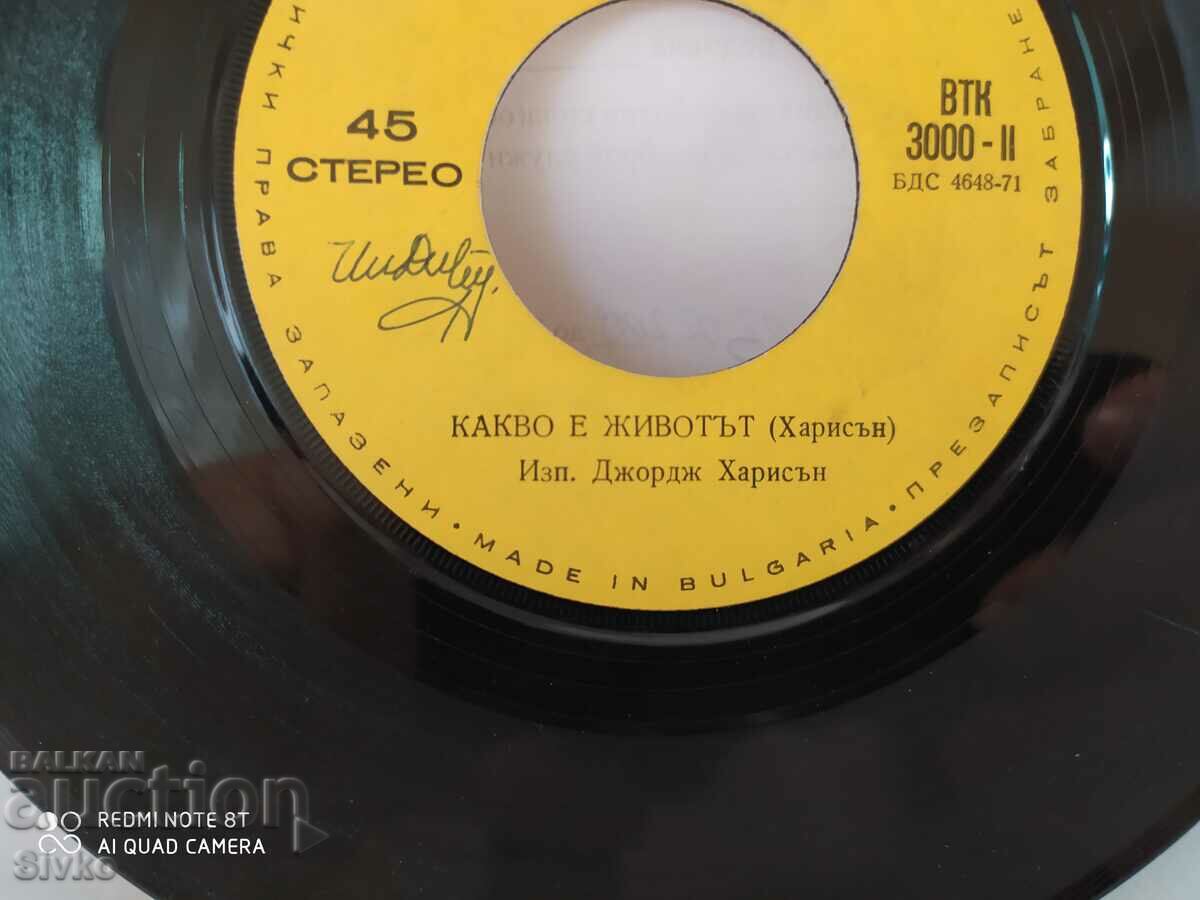 45
СТЕРЕО
ВТК
3000 - II
БДС 4648-71
КАКВО Е ЖИВОТЪТ (Харисън)
Изп. Джордж Харисън
ИЧКИ ПРАВА ЗАПАЗЕНИ • MADE IN BULGARIA • ПРЕЗАПИСЪТ ЗАБРАНЕ
BALKAN
auction
REDMI NOTE 8T
AI QUAD CAMERA
Sivko